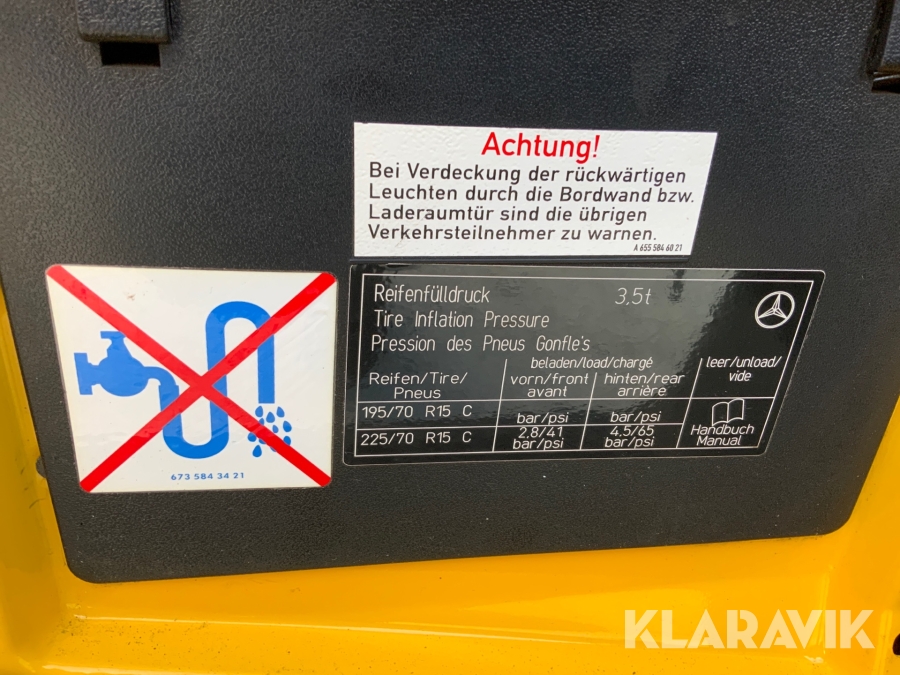 Achtung!
Bei Verdeckung der rückwärtigen
Leuchten durch die Bordwand bzw.
Laderaumtür sind die übrigen
Verkehrsteilnehmer zu warnen.
A 655 584 60 21
673 584 34 21
Reifenfülldruck 3,5t
Tire Inflation Pressure
Pression des Pneus Gonfle's
beladen/load/chargé
leer/unload/
vide
Reifen/Tire/
Pneus
vorn/front
avant
hinten/rear
arrière
195/70 R15 C
bar/psi
bar/psi
225/70 R15 C
2,8/41
bar/psi
4,5/65
bar/psi
Handbuch
Manual
KLARAVIK